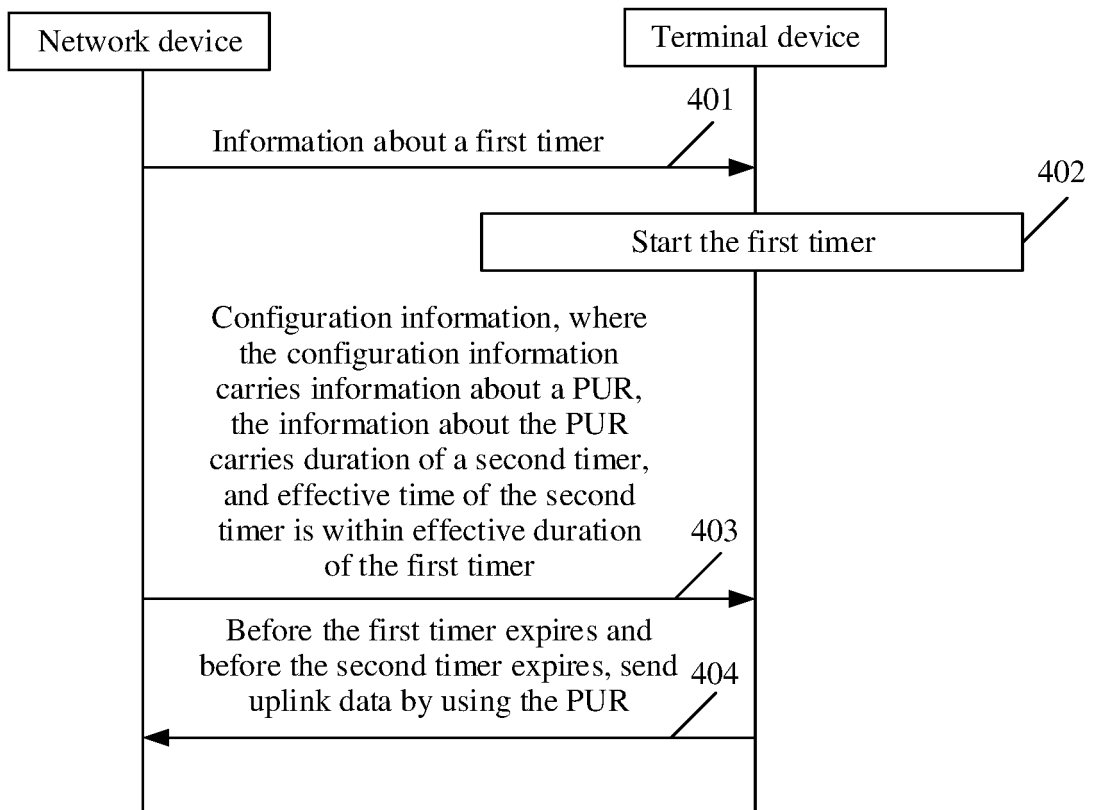 Network device
Terminal device
401
Information about a first timer
402
Start the first timer
Configuration information, where
the configuration information
carries information about a PUR,
the information about the PUR
carries duration of a second timer,
and effective time of the second
timer is within effective duration
of the first timer
403
Before the first timer expires and
before the second timer expires, send
uplink data by using the PUR
404